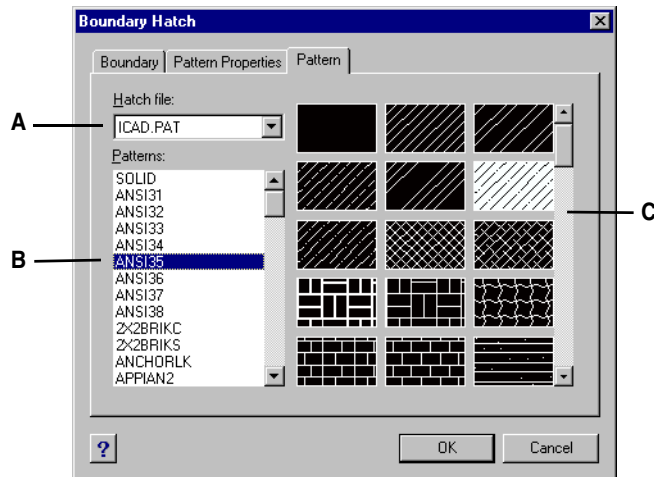 Boundary Hatch
Boundary
Pattern Properties
Pattern
Hatch file:
A
ICAD.PAT
Patterns:
SOLID
ANSI31
ANSI32
ANSI33
ANSI34
B
ANSI35
ANSI36
ANSI37
ANSI38
2X2BRIKC
2X2BRIKS
ANCHORLK
APPIAN2
C
?
OK
Cancel